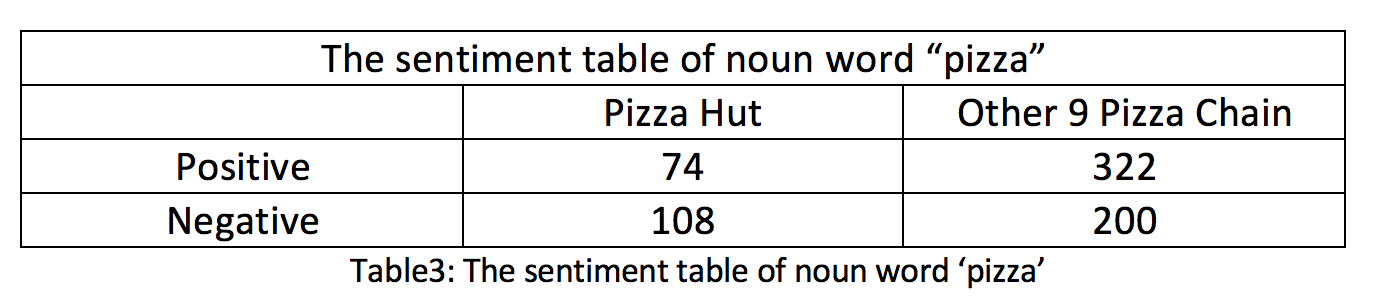 The sentiment table of noun word “pizza”
Pizza Hut Other 9 Pizza Chain
Positive 74 322
Negative 108 200
Table3: The sentiment table of noun word ‘pizza’